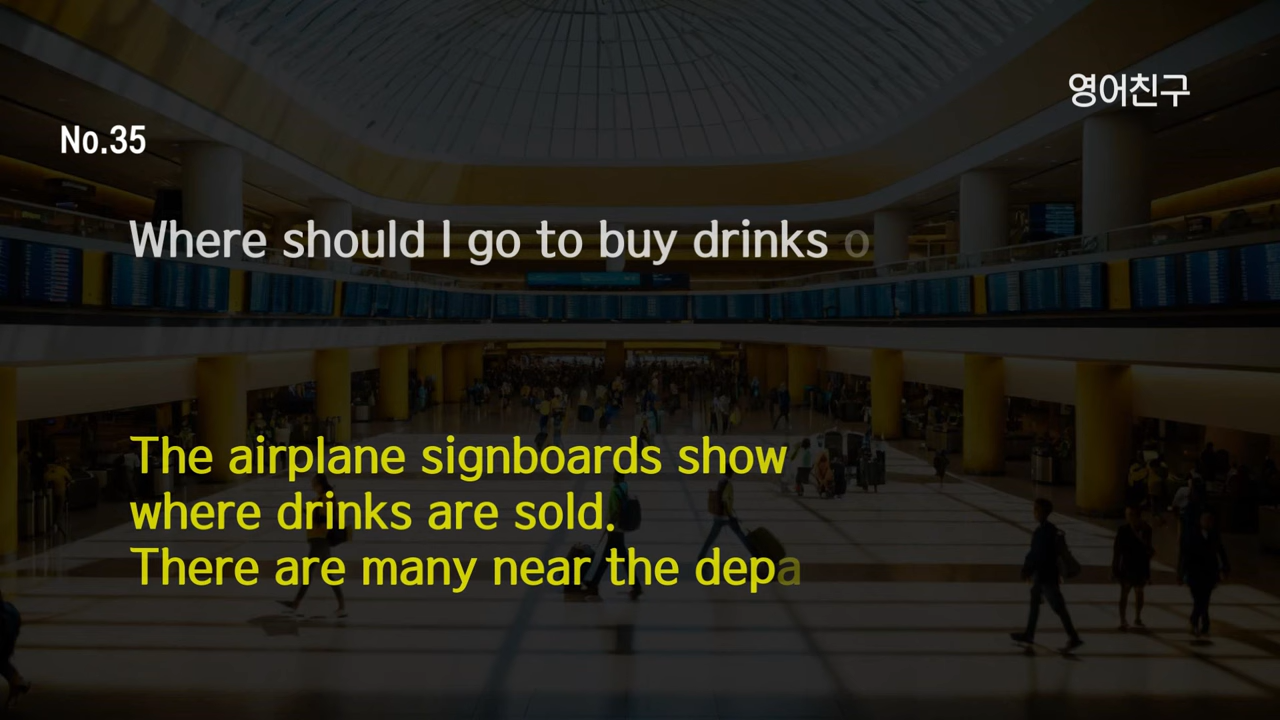 영어친구
No.35
Where should I go to buy drinks o
The airplane signboards show
where drinks are sold.
There are many near the depa